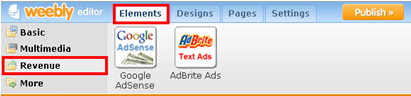 weebly editor
Elements
Designs
Pages
Settings
Publish »
Basic
Multimedia
Revenue
More
Google
AdSense
Google
AdSense
AdBrite
Text Ads
AdBrite Ads